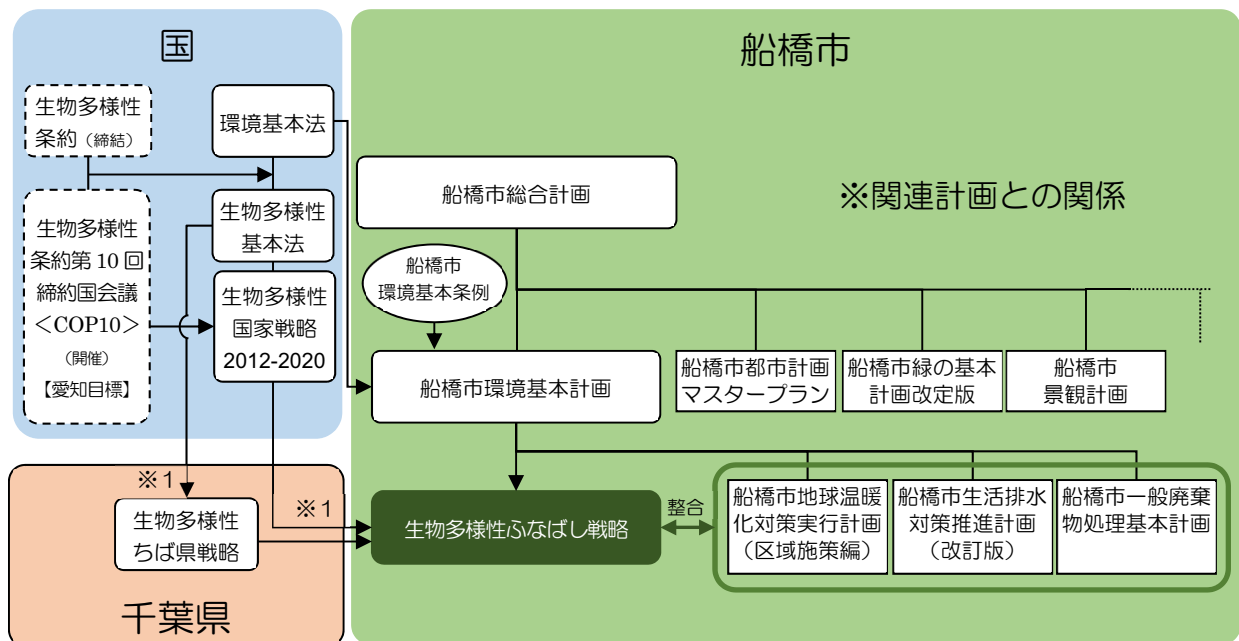 国
生物多様性
条約（締結）
環境基本法
生物多様性
条約第 10 回
締約国会議
＜COP10＞
（開催）
【愛知目標】
生物多様性
基本法
生物多様性
国家戦略
2012-2020
※１
生物多様性
ちば県戦略
※１
千葉県
船橋市
※関連計画との関係
船橋市総合計画
船橋市
環境基本条例
船橋市環境基本計画
船橋市都市計画
マスタープラン
船橋市緑の基本
計画改定版
船橋市
景観計画
生物多様性ふなばし戦略
整合
船橋市地球温暖
化対策実行計画
（区域施策編）
船橋市生活排水
対策推進計画
（改訂版）
船橋市一般廃棄
物処理基本計画